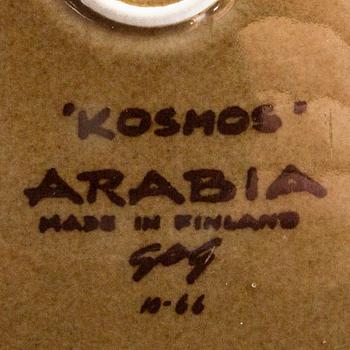 "KOSMOS"
ARABIA
MADE IN FINLAND
GOG
10-66